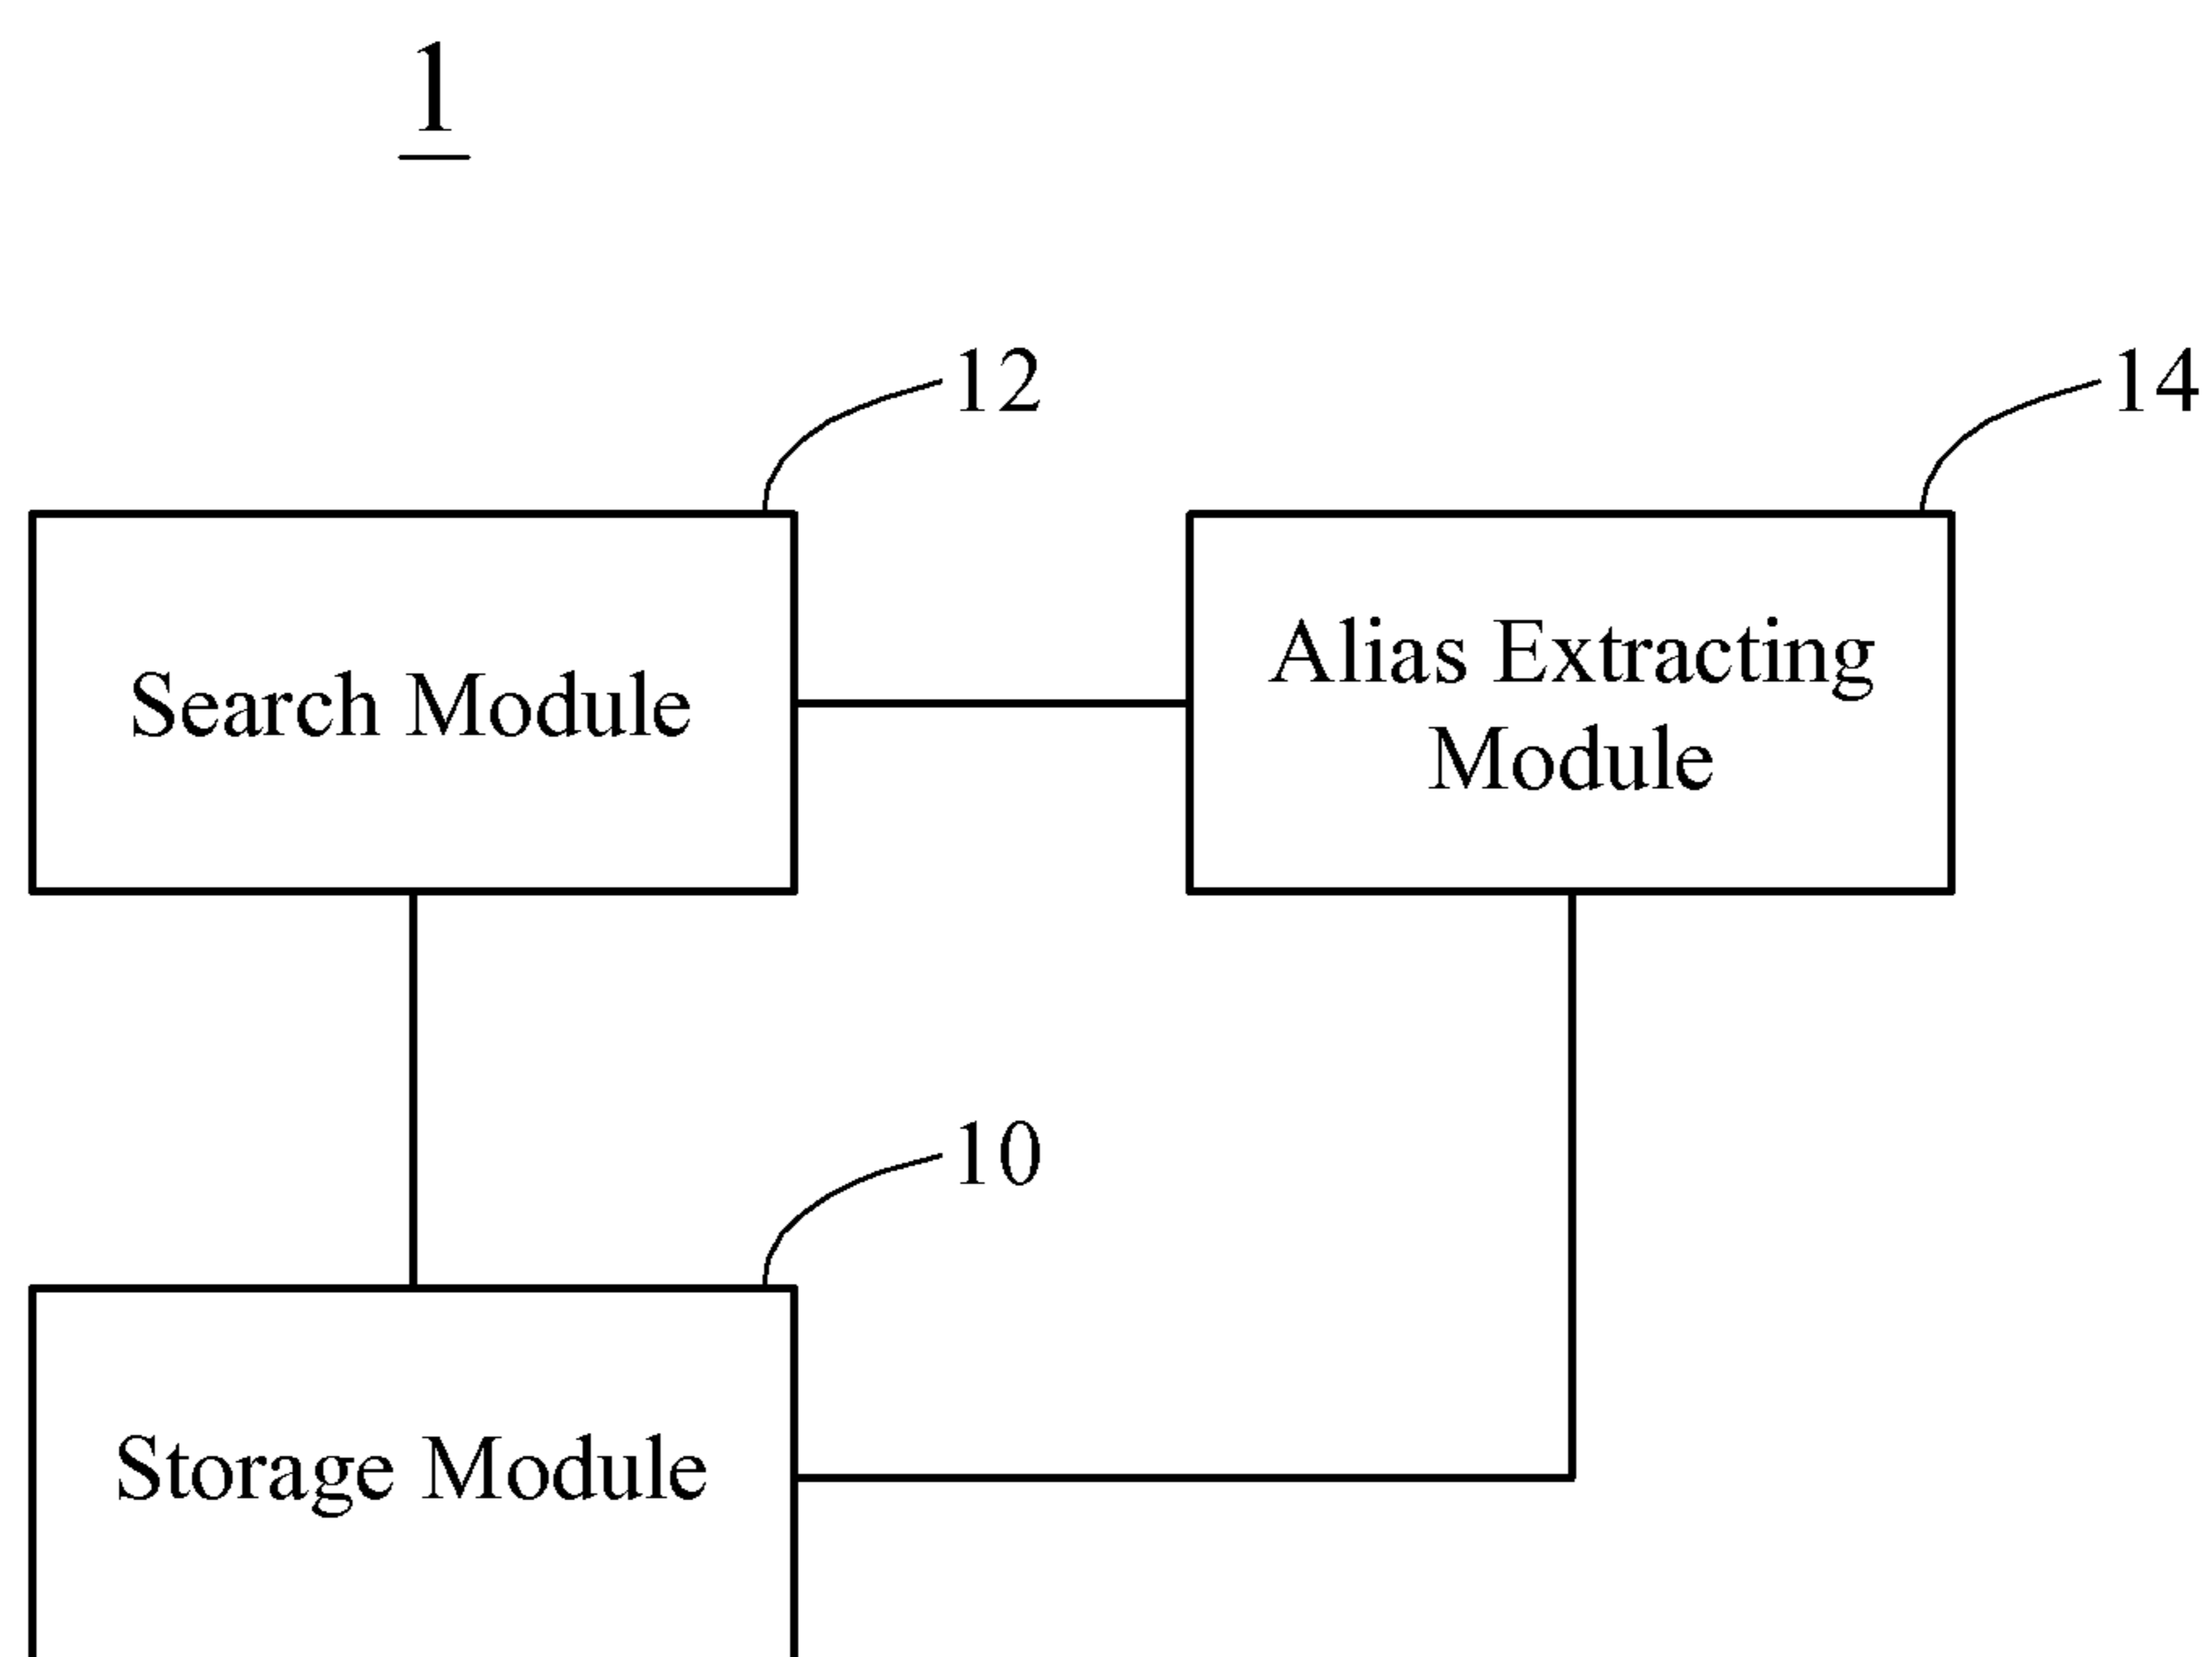 1
12
14
Search Module
Alias Extracting
Module
10
Storage Module